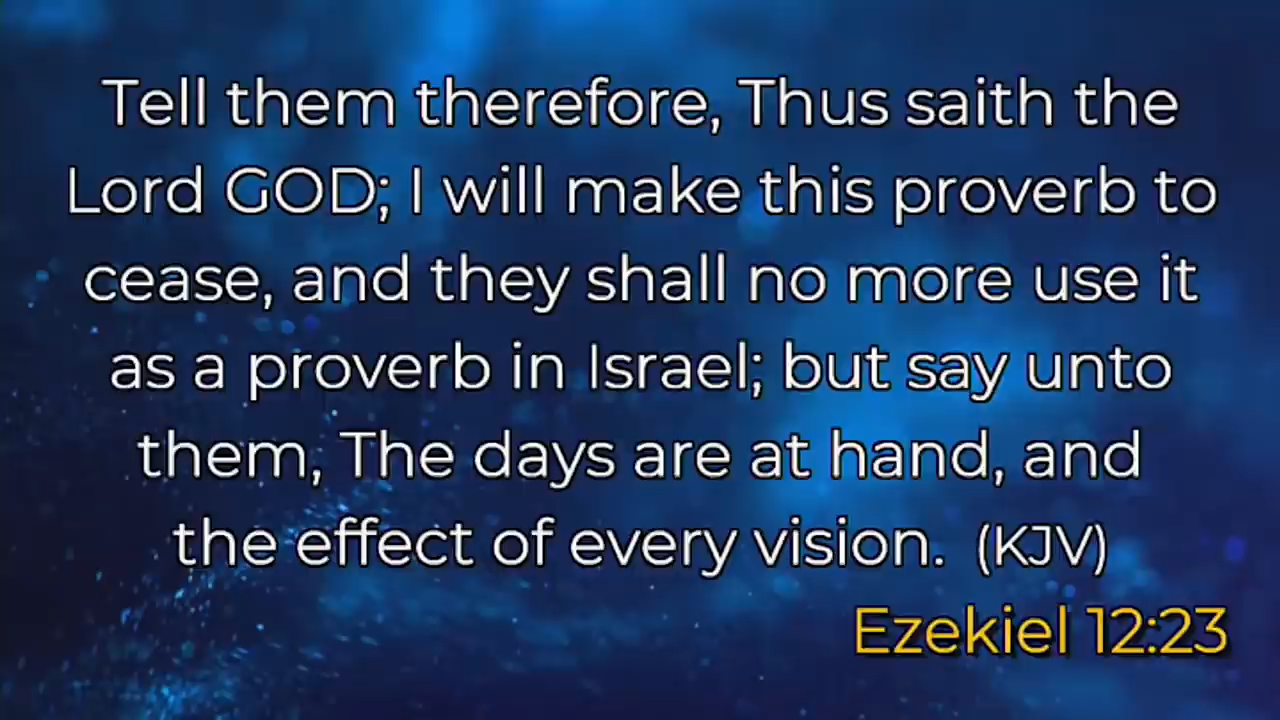 Tell them therefore, Thus saith the
Lord GOD; I will make this proverb to
cease, and they shall no more use it
as a proverb in Israel; but say unto
them, The days are at hand, and
the effect of every vision. (KJV)
Ezekiel 12:23